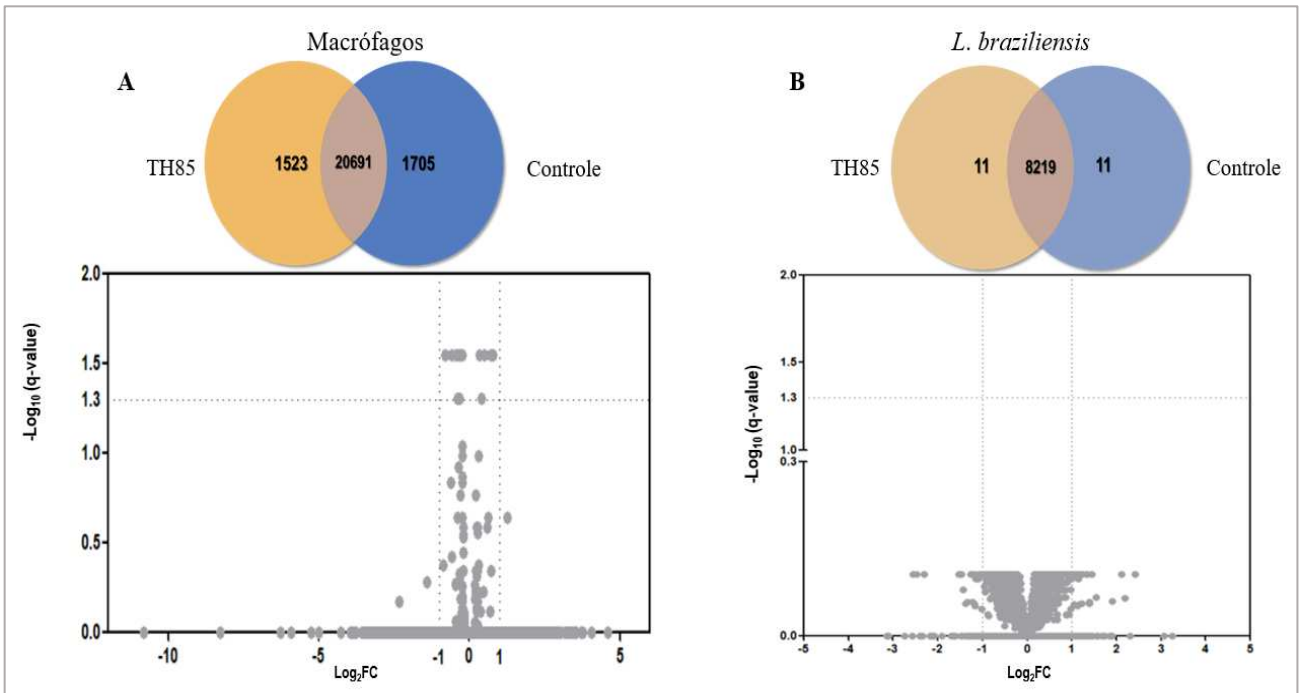 Macrófagos
A
TH85
1523
20691
1705
Controle
2.0
1.5
1.3
1.0
0.5
0.0
-Log10 (q-value)
-10
-5
-1
0
1
5
Log2FC
L. braziliensis
B
TH85
11
8219
11
Controle
2.0
1.5
1.3
1.0
0.3
0.0
-Log10 (q-value)
-5
-4
-3
-2
-1
0
1
2
3
4
5
Log2FC